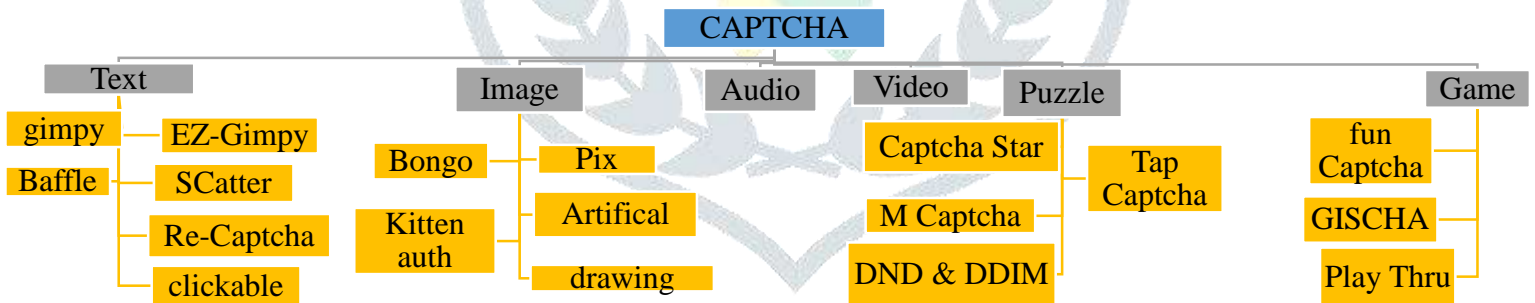 CAPTCHA
Text
Image
Audio
Video
Puzzle
Game
gimpy
EZ-Gimpy
Baffle
SCatter
Re-Captcha
clickable
Bongo
Pix
Kitten
auth
Artifical
drawing
Captcha Star
Tap
Captcha
M Captcha
DND & DDIM
fun
Captcha
GISCHA
Play Thru